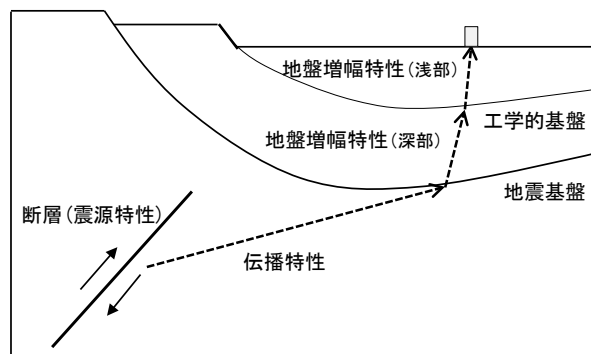 地盤増幅特性(浅部)
工学的基盤
地盤増幅特性(深部)
地震基盤
断層(震源特性)
伝播特性